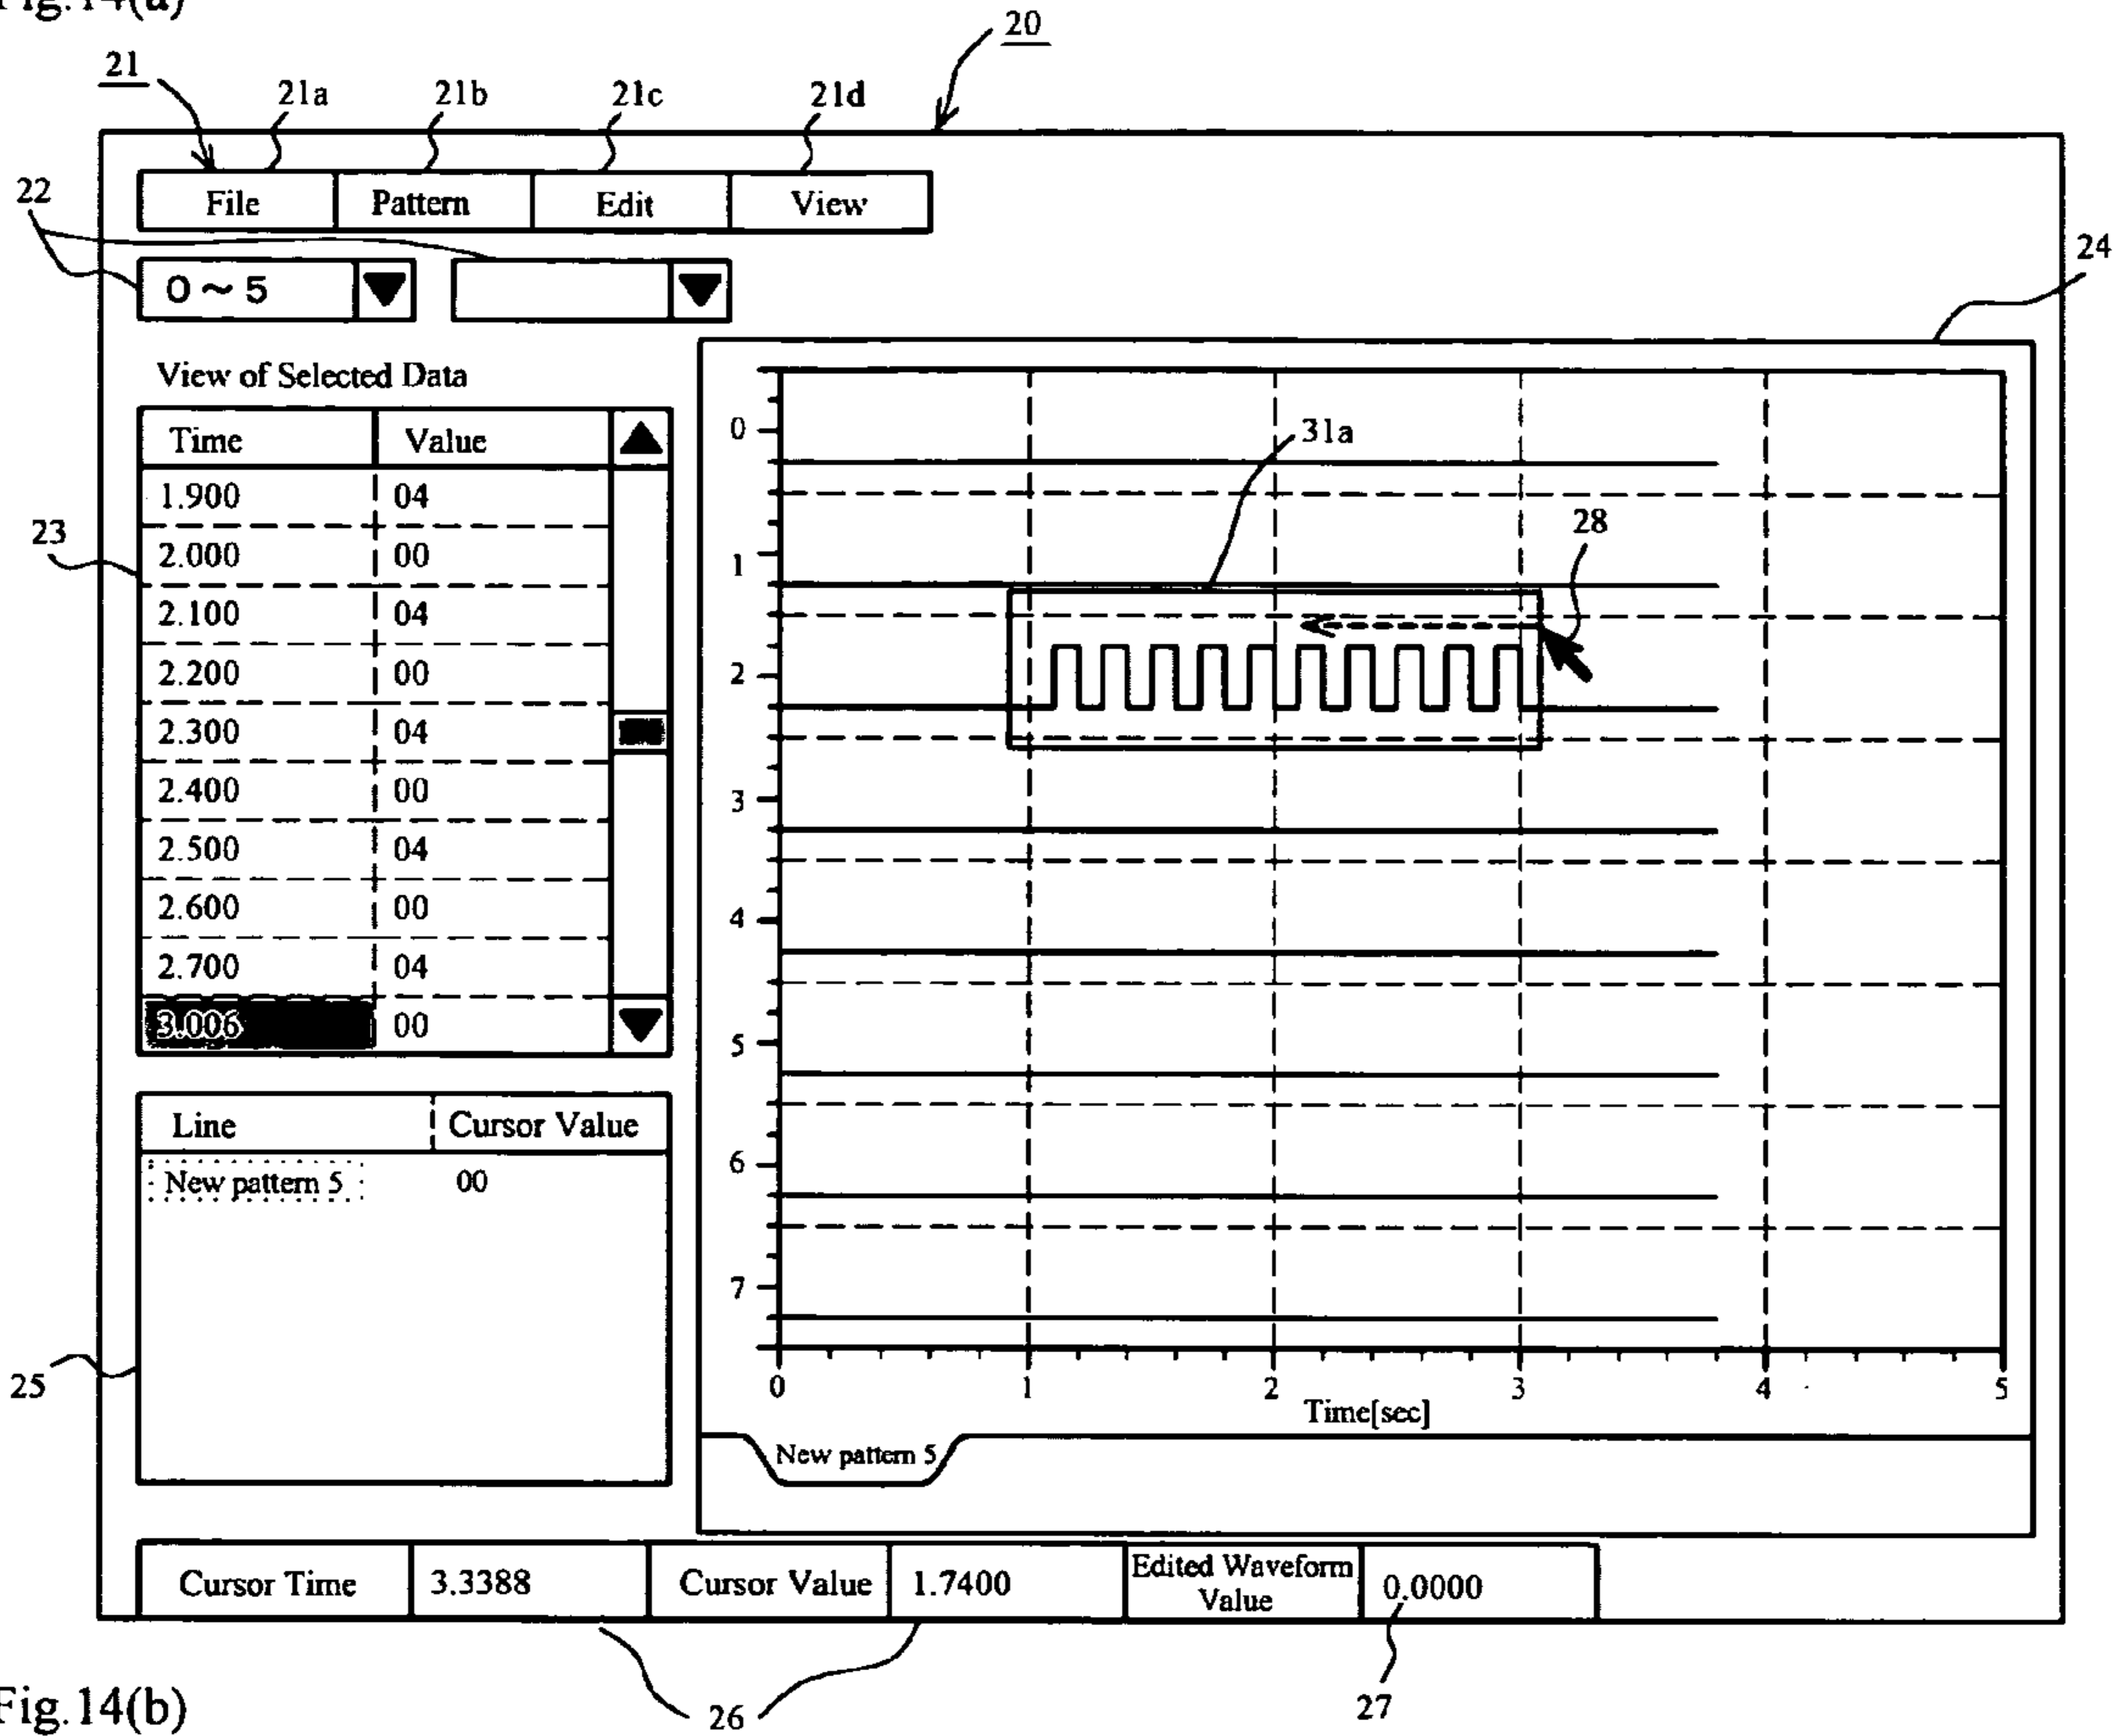 Fig.14(a)
20
21
21a 21b 21c 21d
File Pattern Edit View
22
24
0～5
View of Selected Data
Time Value
1.900 04
2.000 00
2.100 04
2.200 00
2.300 04
2.400 00
2.500 04
2.600 00
2.700 04
3.006 00
23
Line Cursor Value
New pattern 5 00
25
31a
28
0
1
2
3
4
5
6
7
0 1 2 3 4 5
Time[sec]
New pattern 5
Cursor Time 3.3388 Cursor Value 1.7400 Edited Waveform
Value 0.0000
26
27
Fig.14(b)